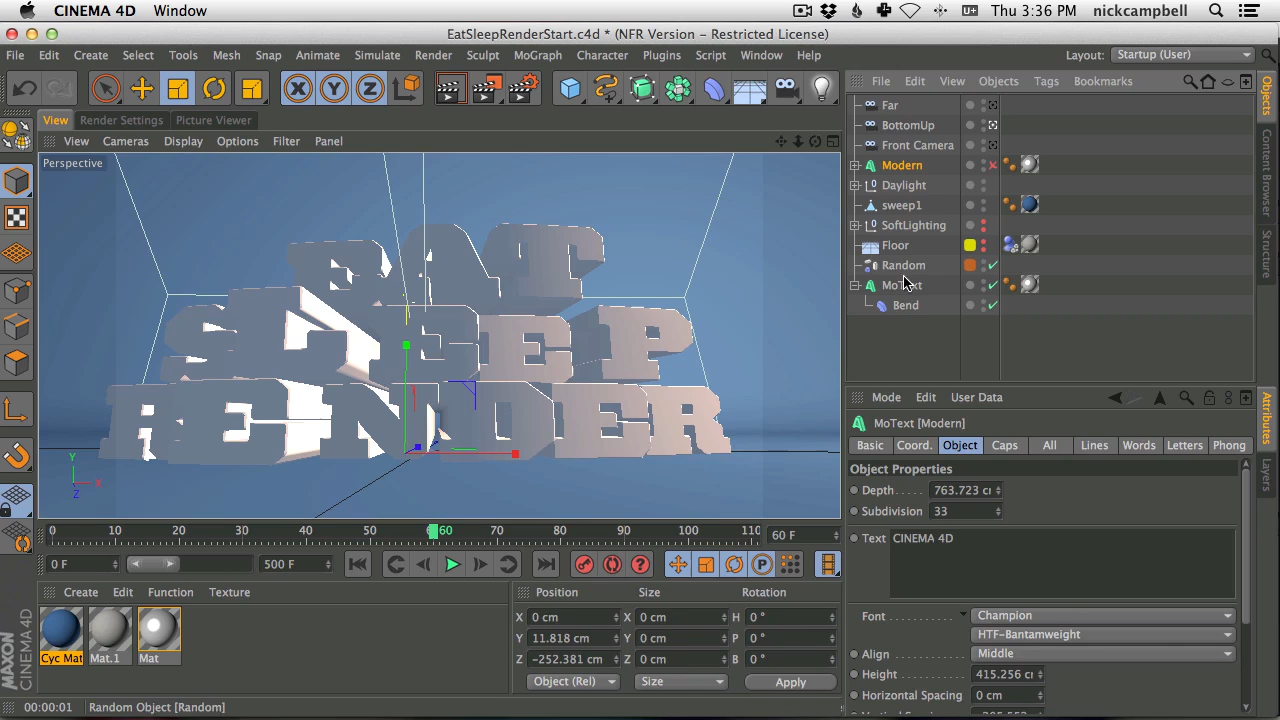 CINEMA 4D Window
Thu 3:36 PM nickcampbell
EatSleepRenderStart.c4d * (NFR Version - Restricted License)
File Edit Create Select Tools Mesh Snap Animate Simulate Render Sculpt MoGraph Character Plugins Script Window Help
Layout: Startup (User)
File Edit View Objects Tags Bookmarks
View Render Settings Picture Viewer
View Cameras Display Options Filter Panel
Perspective
EAT
SLEEP
RENDER
Y
X
Z
Far
BottomUp
Front Camera
Modern
Daylight
sweep1
SoftLighting
Floor
Random
MoText
Bend
Objects
Content Browser
Structure
Attributes
Layers
Mode Edit User Data
MoText [Modern]
Basic Coord. Object Caps All Lines Words Letters Phong
Object Properties
Depth . . . . . 763.723 cm
Subdivision 33
Text CINEMA 4D
Font Champion
HTF-Bantamweight
Align Middle
Height 415.256 cm
Horizontal Spacing 0 cm
0 10 20 30 40 50 60 70 80 90 100 110
60 F
0 F
500 F
Create Edit Function Texture
Cyc Mat
Mat.1
Mat
Position Size Rotation
X 0 cm X 0 cm H 0 °
Y 11.818 cm Y 0 cm P 0 °
Z -252.381 cm Z 0 cm B 0 °
Object (Rel) Size Apply
MAXON
CINEMA 4D
00:00:01 Random Object [Random]